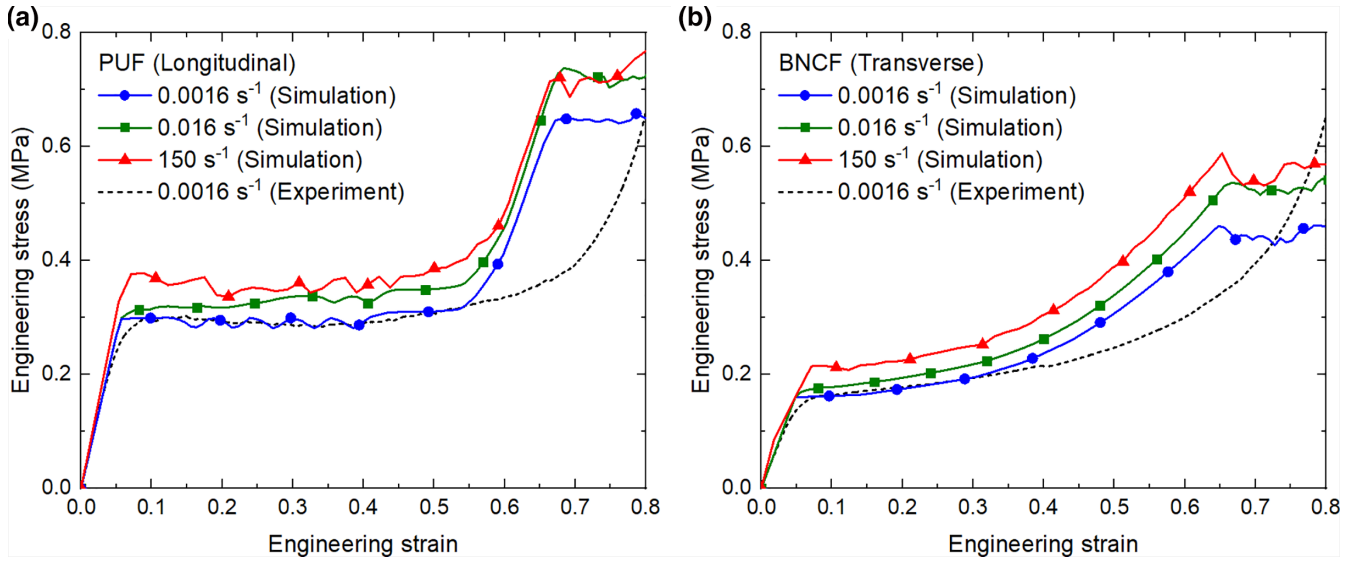 (a)
PUF (Longitudinal)
0.0016 s⁻¹ (Simulation)
0.016 s⁻¹ (Simulation)
150 s⁻¹ (Simulation)
0.0016 s⁻¹ (Experiment)
Engineering stress (MPa)
0.8
0.6
0.4
0.2
0.0
0.0 0.1 0.2 0.3 0.4 0.5 0.6 0.7 0.8
Engineering strain
(b)
BNCF (Transverse)
0.0016 s⁻¹ (Simulation)
0.016 s⁻¹ (Simulation)
150 s⁻¹ (Simulation)
0.0016 s⁻¹ (Experiment)
Engineering stress (MPa)
0.8
0.6
0.4
0.2
0.0
0.0 0.1 0.2 0.3 0.4 0.5 0.6 0.7 0.8
Engineering strain